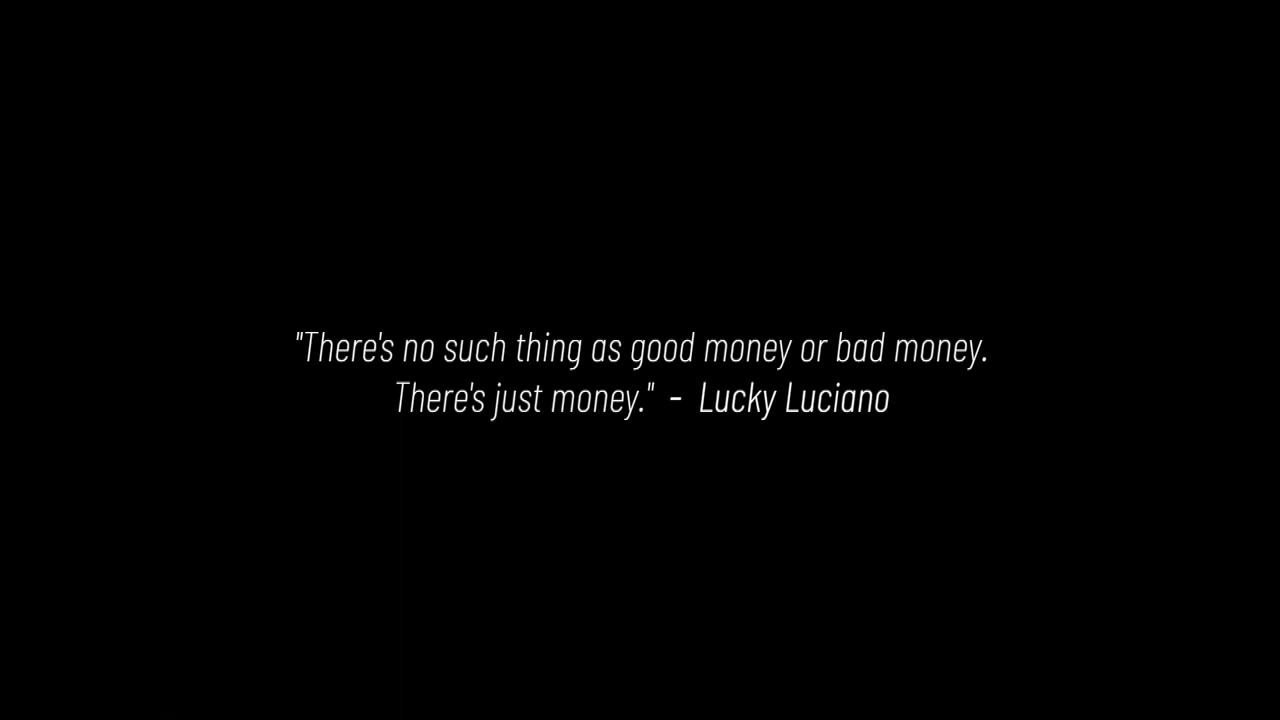 "There's no such thing as good money or bad money.
There's just money." - Lucky Luciano